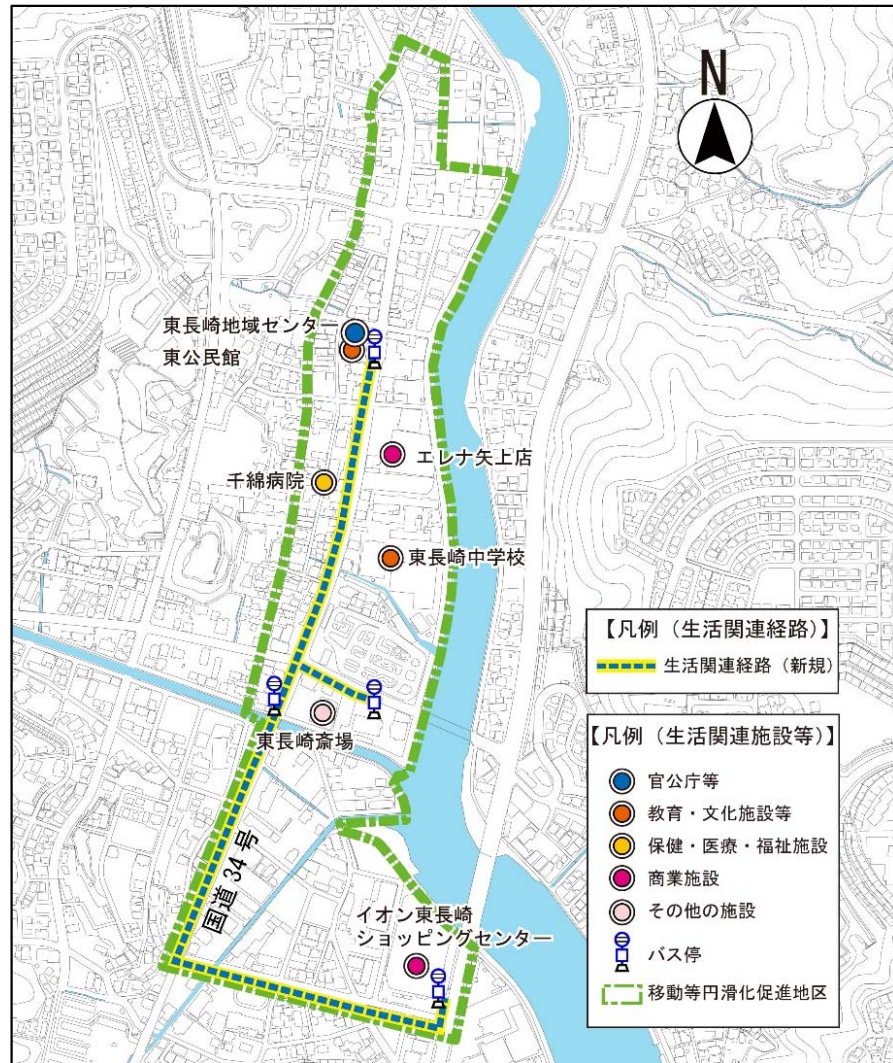 N
東長崎地域センター
東公民館
エレナ矢上店
千綿病院
東長崎中学校
東長崎斎場
国道34号
イオン東長崎
ショッピングセンター
【凡例（生活関連経路）】
生活関連経路（新規）
【凡例（生活関連施設等）】
官公庁等
教育・文化施設等
保健・医療・福祉施設
商業施設
その他の施設
バス停
移動等円滑化促進地区